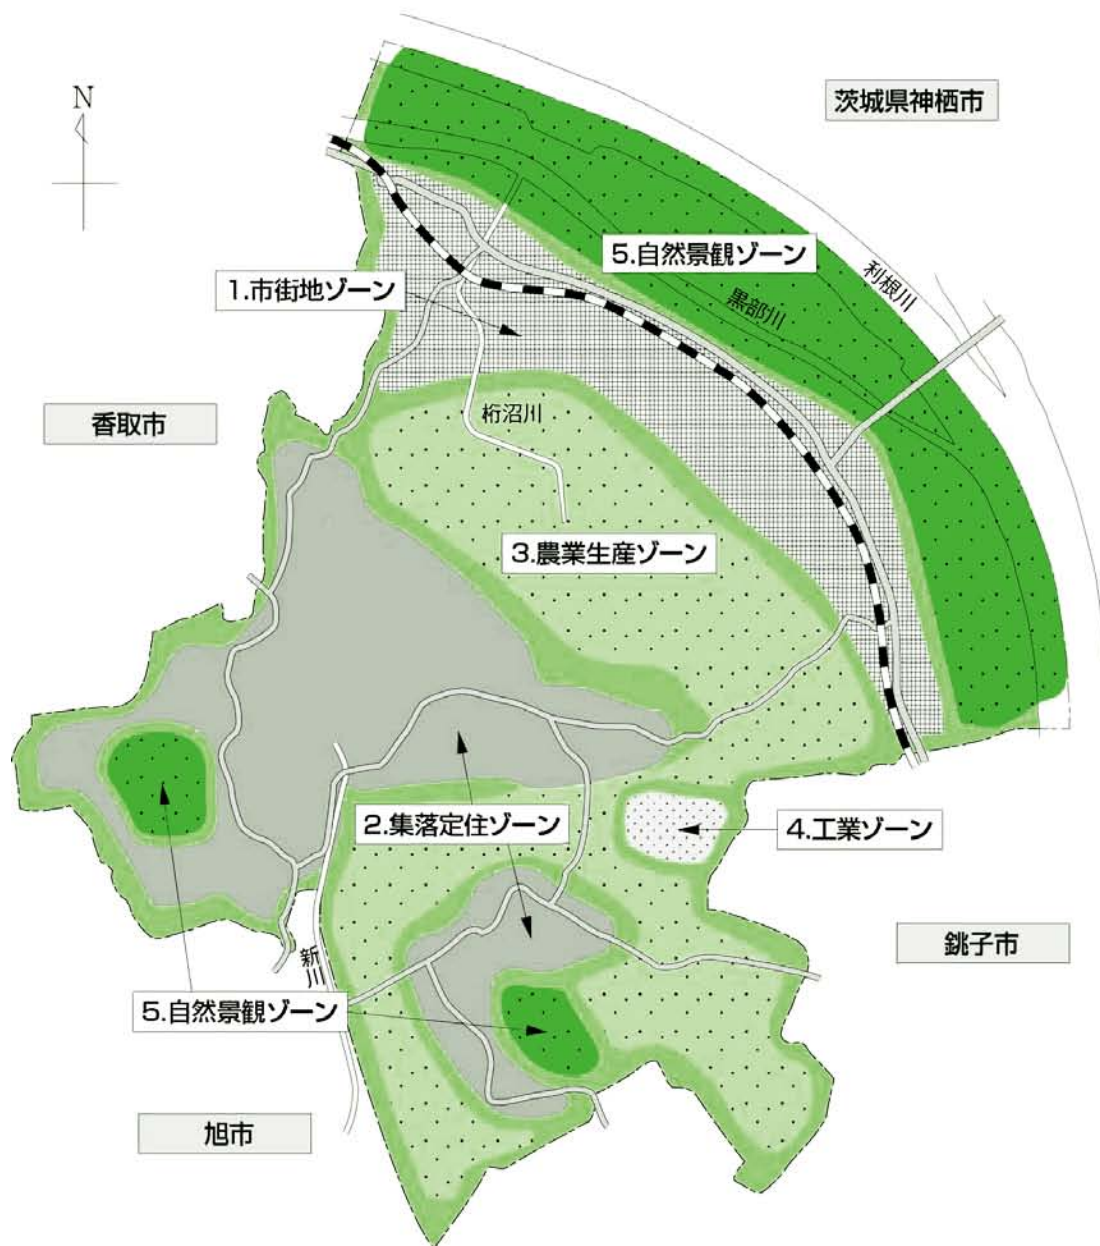 N
茨城県神栖市
5.自然景観ゾーン
利根川
黒部川
1.市街地ゾーン
香取市
桁沼川
3.農業生産ゾーン
2.集落定住ゾーン
4.工業ゾーン
銚子市
新川
5.自然景観ゾーン
旭市